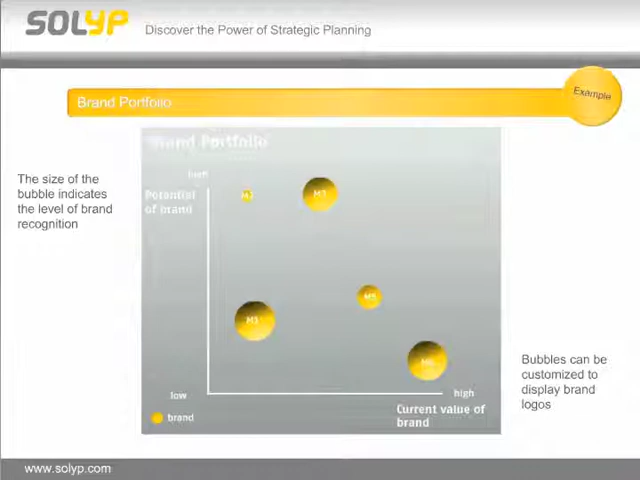 SOLYP
Discover the Power of Strategic Planning
Brand Portfolio
Example
Brand Portfolio
The size of the
bubble indicates
the level of brand
recognition
high
Potential
of brand
low
high
Current value of
brand
brand
Bubbles can be
customized to
display brand
logos
www.solyp.com